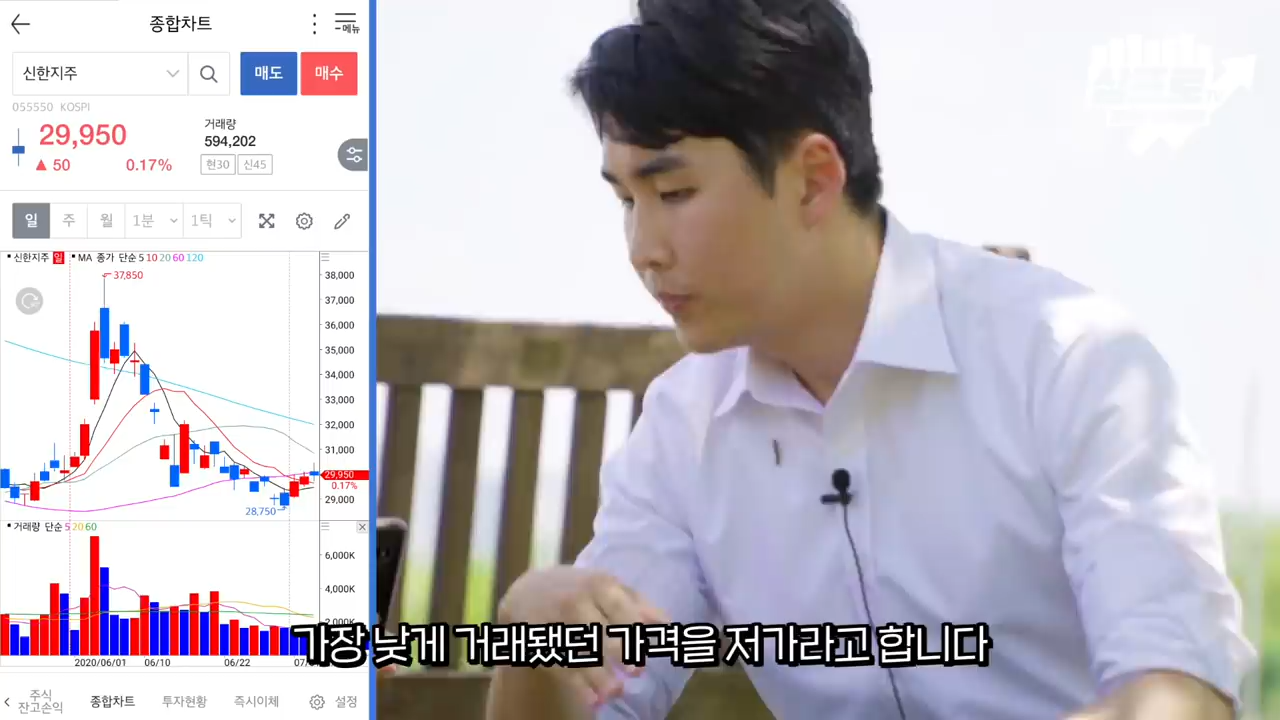 종합차트
메뉴
신한지주
매도
매수
055550 KOSPI
29,950
▲ 50 0.17%
거래량
594,202
현30 신45
일 주 월 1분 1틱
신한지주 일 MA 종가 단순 5 10 20 60 120
37,850
38,000
37,000
36,000
35,000
34,000
33,000
32,000
31,000
29,950
0.17%
29,000
28,750
거래량 단순 5 20 60
6,000K
4,000K
2020/06/01 06/10 06/22
가장 낮게 거래됐던 가격을 저가라고 합니다
주식
잔고손익
종합차트
투자현황
즉시이체
설정
삼프로TV